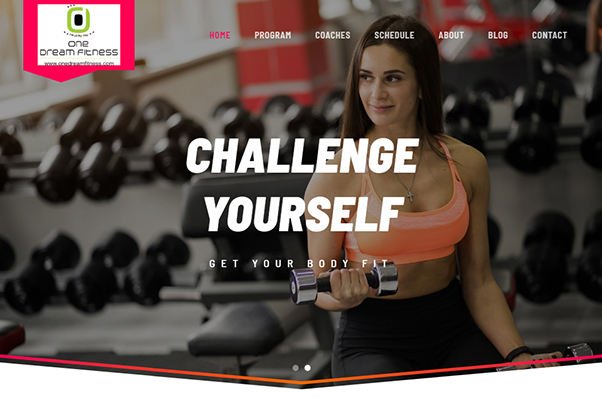 One
Dream Fitness
www.onedreamfitness.com
HOME PROGRAM COACHES SCHEDULE ABOUT BLOG CONTACT
CHALLENGE
YOURSELF
GET YOUR BODY FIT